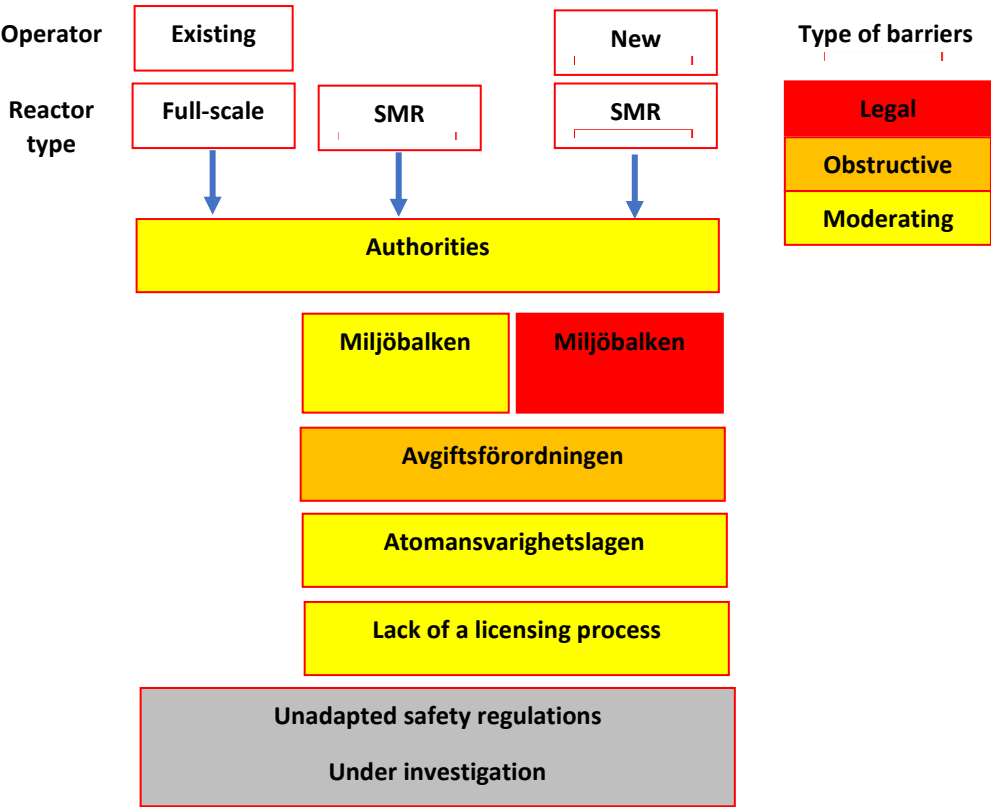 Operator
Existing
New
Type of barriers
Reactor
type
Full-scale
SMR
SMR
Legal
Obstructive
Moderating
Authorities
Miljöbalken
Miljöbalken
Avgiftsförordningen
Atomansvarighetslagen
Lack of a licensing process
Unadapted safety regulations
Under investigation